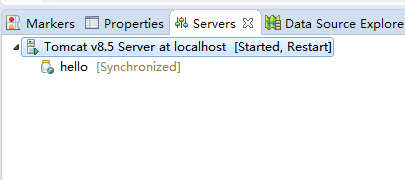 Markers Properties Servers Data Source Explore
Tomcat v8.5 Server at localhost [Started, Restart]
hello [Synchronized]